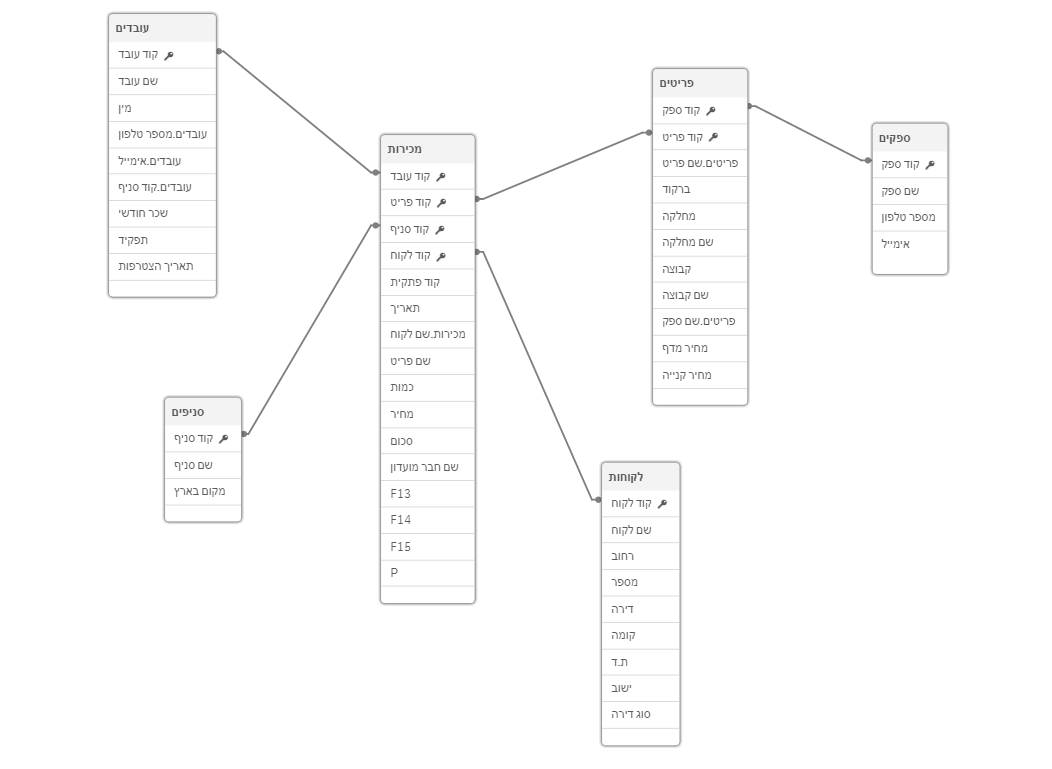 עובדים
קוד עובד
שם עובד
מין
עובדים.מספר טלפון
עובדים.אימייל
עובדים.קוד סניף
שכר חודשי
תפקיד
תאריך הצטרפות
מכירות
קוד עובד
קוד פריט
קוד סניף
קוד לקוח
קוד פתקית
תאריך
מכירות.שם לקוח
שם פריט
כמות
מחיר
סכום
שם חבר מועדון
F13
F14
F15
P
פריטים
קוד ספק
קוד פריט
פריטים.שם פריט
ברקוד
מחלקה
שם מחלקה
קבוצה
שם קבוצה
פריטים.שם ספק
מחיר מדף
מחיר קנייה
ספקים
קוד ספק
שם ספק
מספר טלפון
אימייל
סניפים
קוד סניף
שם סניף
מקום בארץ
לקוחות
קוד לקוח
שם לקוח
רחוב
מספר
דירה
קומה
ת.ד
ישוב
סוג דירה